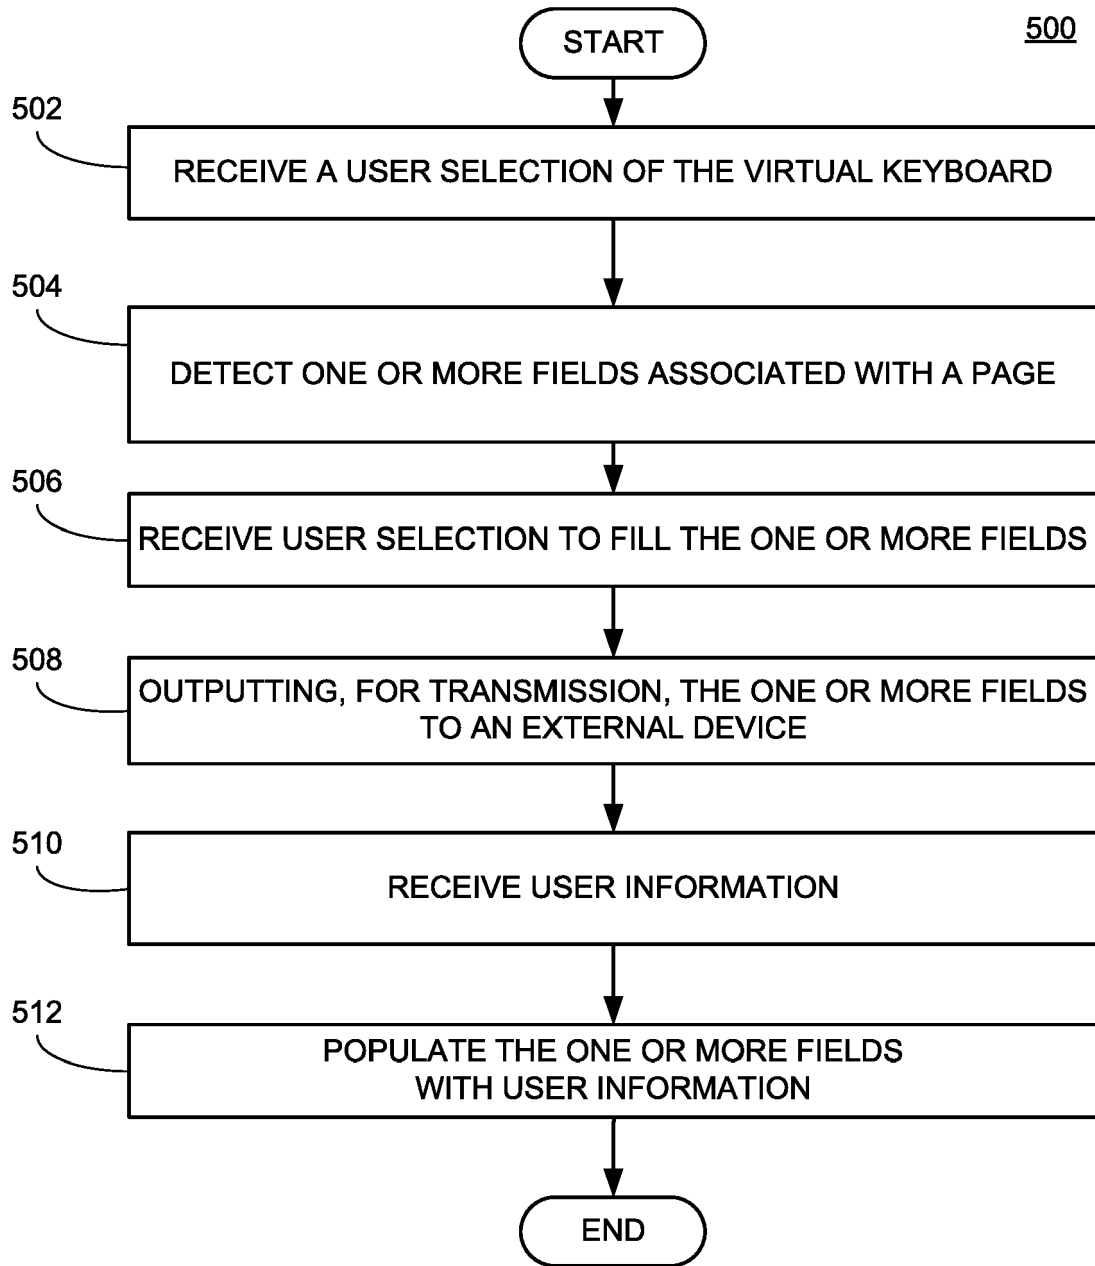 START
500
502
RECEIVE A USER SELECTION OF THE VIRTUAL KEYBOARD
504
DETECT ONE OR MORE FIELDS ASSOCIATED WITH A PAGE
506
RECEIVE USER SELECTION TO FILL THE ONE OR MORE FIELDS
508
OUTPUTTING, FOR TRANSMISSION, THE ONE OR MORE FIELDS
TO AN EXTERNAL DEVICE
510
RECEIVE USER INFORMATION
512
POPULATE THE ONE OR MORE FIELDS
WITH USER INFORMATION
END